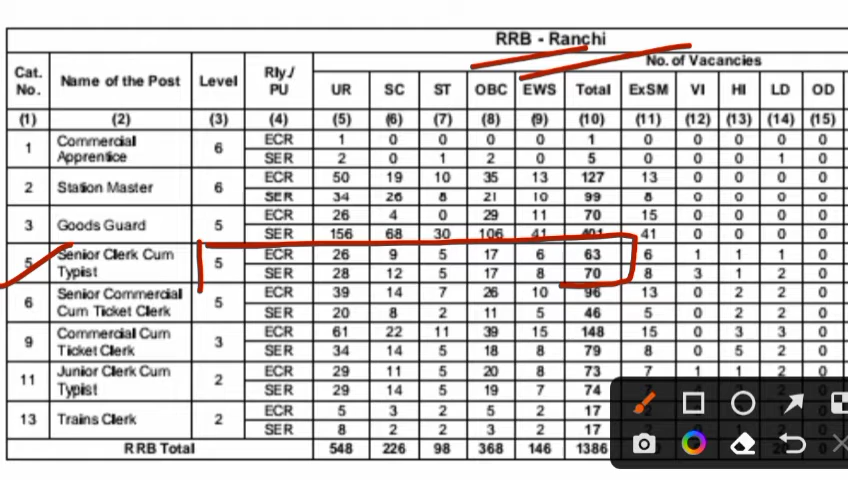 RRB - Ranchi
Cat. No. Name of the Post Level Rly./ PU No. of Vacancies
UR SC ST OBC EWS Total ExSM VI HI LD OD
(1) (2) (3) (4) (5) (6) (7) (8) (9) (10) (11) (12) (13) (14) (15)
1 Commercial Apprentice 6 ECR 1 0 0 0 0 1 0 0 0 0 0
SER 2 0 1 2 0 5 0 0 0 1 0
2 Station Master 6 ECR 50 19 10 35 13 127 13 0 0 0 0
SER 34 26 8 21 10 99 8 0 0 0 0
3 Goods Guard 5 ECR 26 4 0 29 11 70 15 0 0 0 0
SER 156 68 30 106 41 401 41 0 0 0 0
5 Senior Clerk Cum Typist 5 ECR 26 9 5 17 6 63 6 1 1 1 0
SER 28 12 5 17 8 70 8 3 1 2 0
6 Senior Commercial Cum Ticket Clerk 5 ECR 39 14 7 26 10 96 13 0 2 2 0
SER 20 8 2 11 5 46 5 0 2 2 0
9 Commercial Cum Ticket Clerk 3 ECR 61 22 11 39 15 148 15 0 3 3 0
SER 34 14 5 18 8 79 8 0 5 2 0
11 Junior Clerk Cum Typist 2 ECR 29 11 5 20 8 73 7 1 1 2 0
SER 29 14 5 19 7 74
13 Trains Clerk 2 ECR 5 3 2 5 2 17
SER 8 2 2 3 2 17
RRB Total 548 226 98 368 146 1386